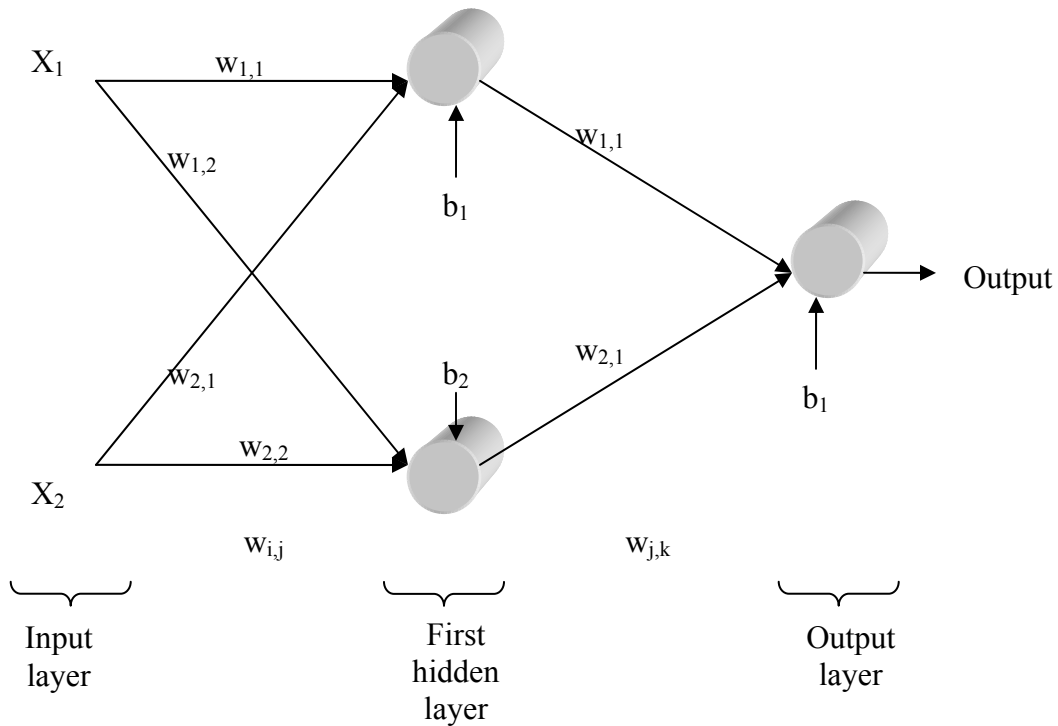 X₁
w₁,₁
w₁,₂
b₁
w₁,₁
Output
w₂,₁
b₂
w₂,₁
b₁
w₂,₂
X₂
wᵢ,ⱼ
wⱼ,ₖ
Input
layer
First
hidden
layer
Output
layer